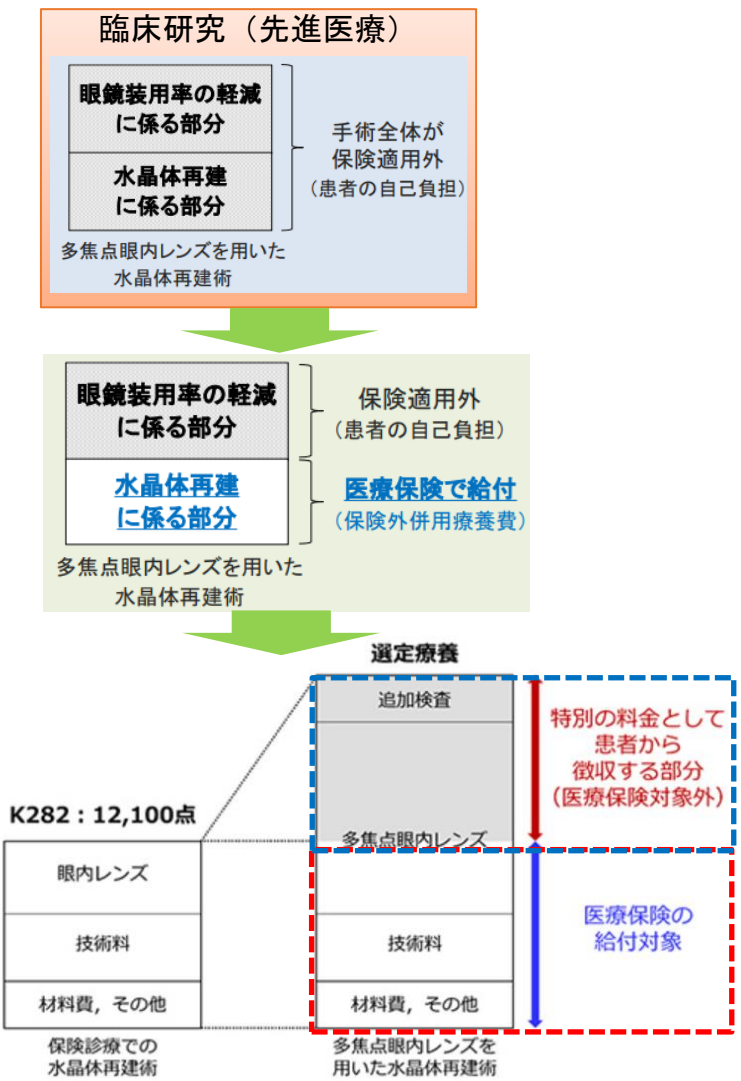 臨床研究（先進医療）
眼鏡装用率の軽減
に係る部分
水晶体再建
に係る部分
手術全体が
保険適用外
（患者の自己負担）
多焦点眼内レンズを用いた
水晶体再建術
眼鏡装用率の軽減
に係る部分
保険適用外
（患者の自己負担）
水晶体再建
に係る部分
医療保険で給付
（保険外併用療養費）
多焦点眼内レンズを用いた
水晶体再建術
選定療養
追加検査
多焦点眼内レンズ
特別の料金として
患者から
徴収する部分
（医療保険対象外）
K282：12,100点
眼内レンズ
技術料
材料費，その他
保険診療での
水晶体再建術
技術料
材料費，その他
医療保険の
給付対象
多焦点眼内レンズを
用いた水晶体再建術